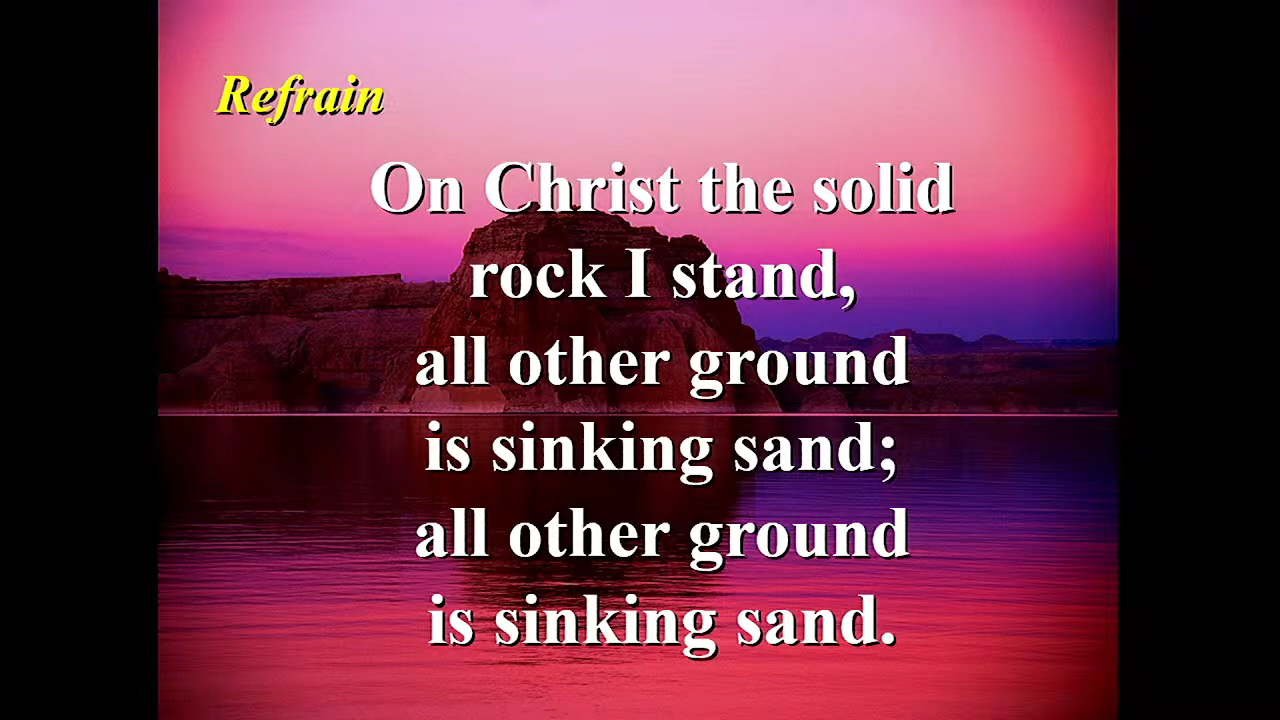 Refrain
On Christ the solid
rock I stand,
all other ground
is sinking sand;
all other ground
is sinking sand.